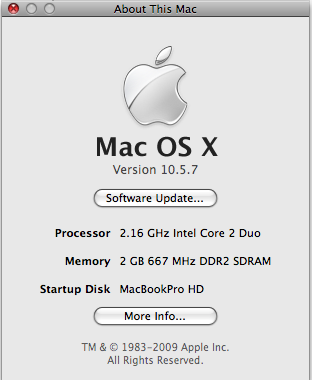 About This Mac
Mac OS X
Version 10.5.7
Software Update...
Processor 2.16 GHz Intel Core 2 Duo
Memory 2 GB 667 MHz DDR2 SDRAM
Startup Disk MacBookPro HD
More Info...
TM & © 1983-2009 Apple Inc.
All Rights Reserved.